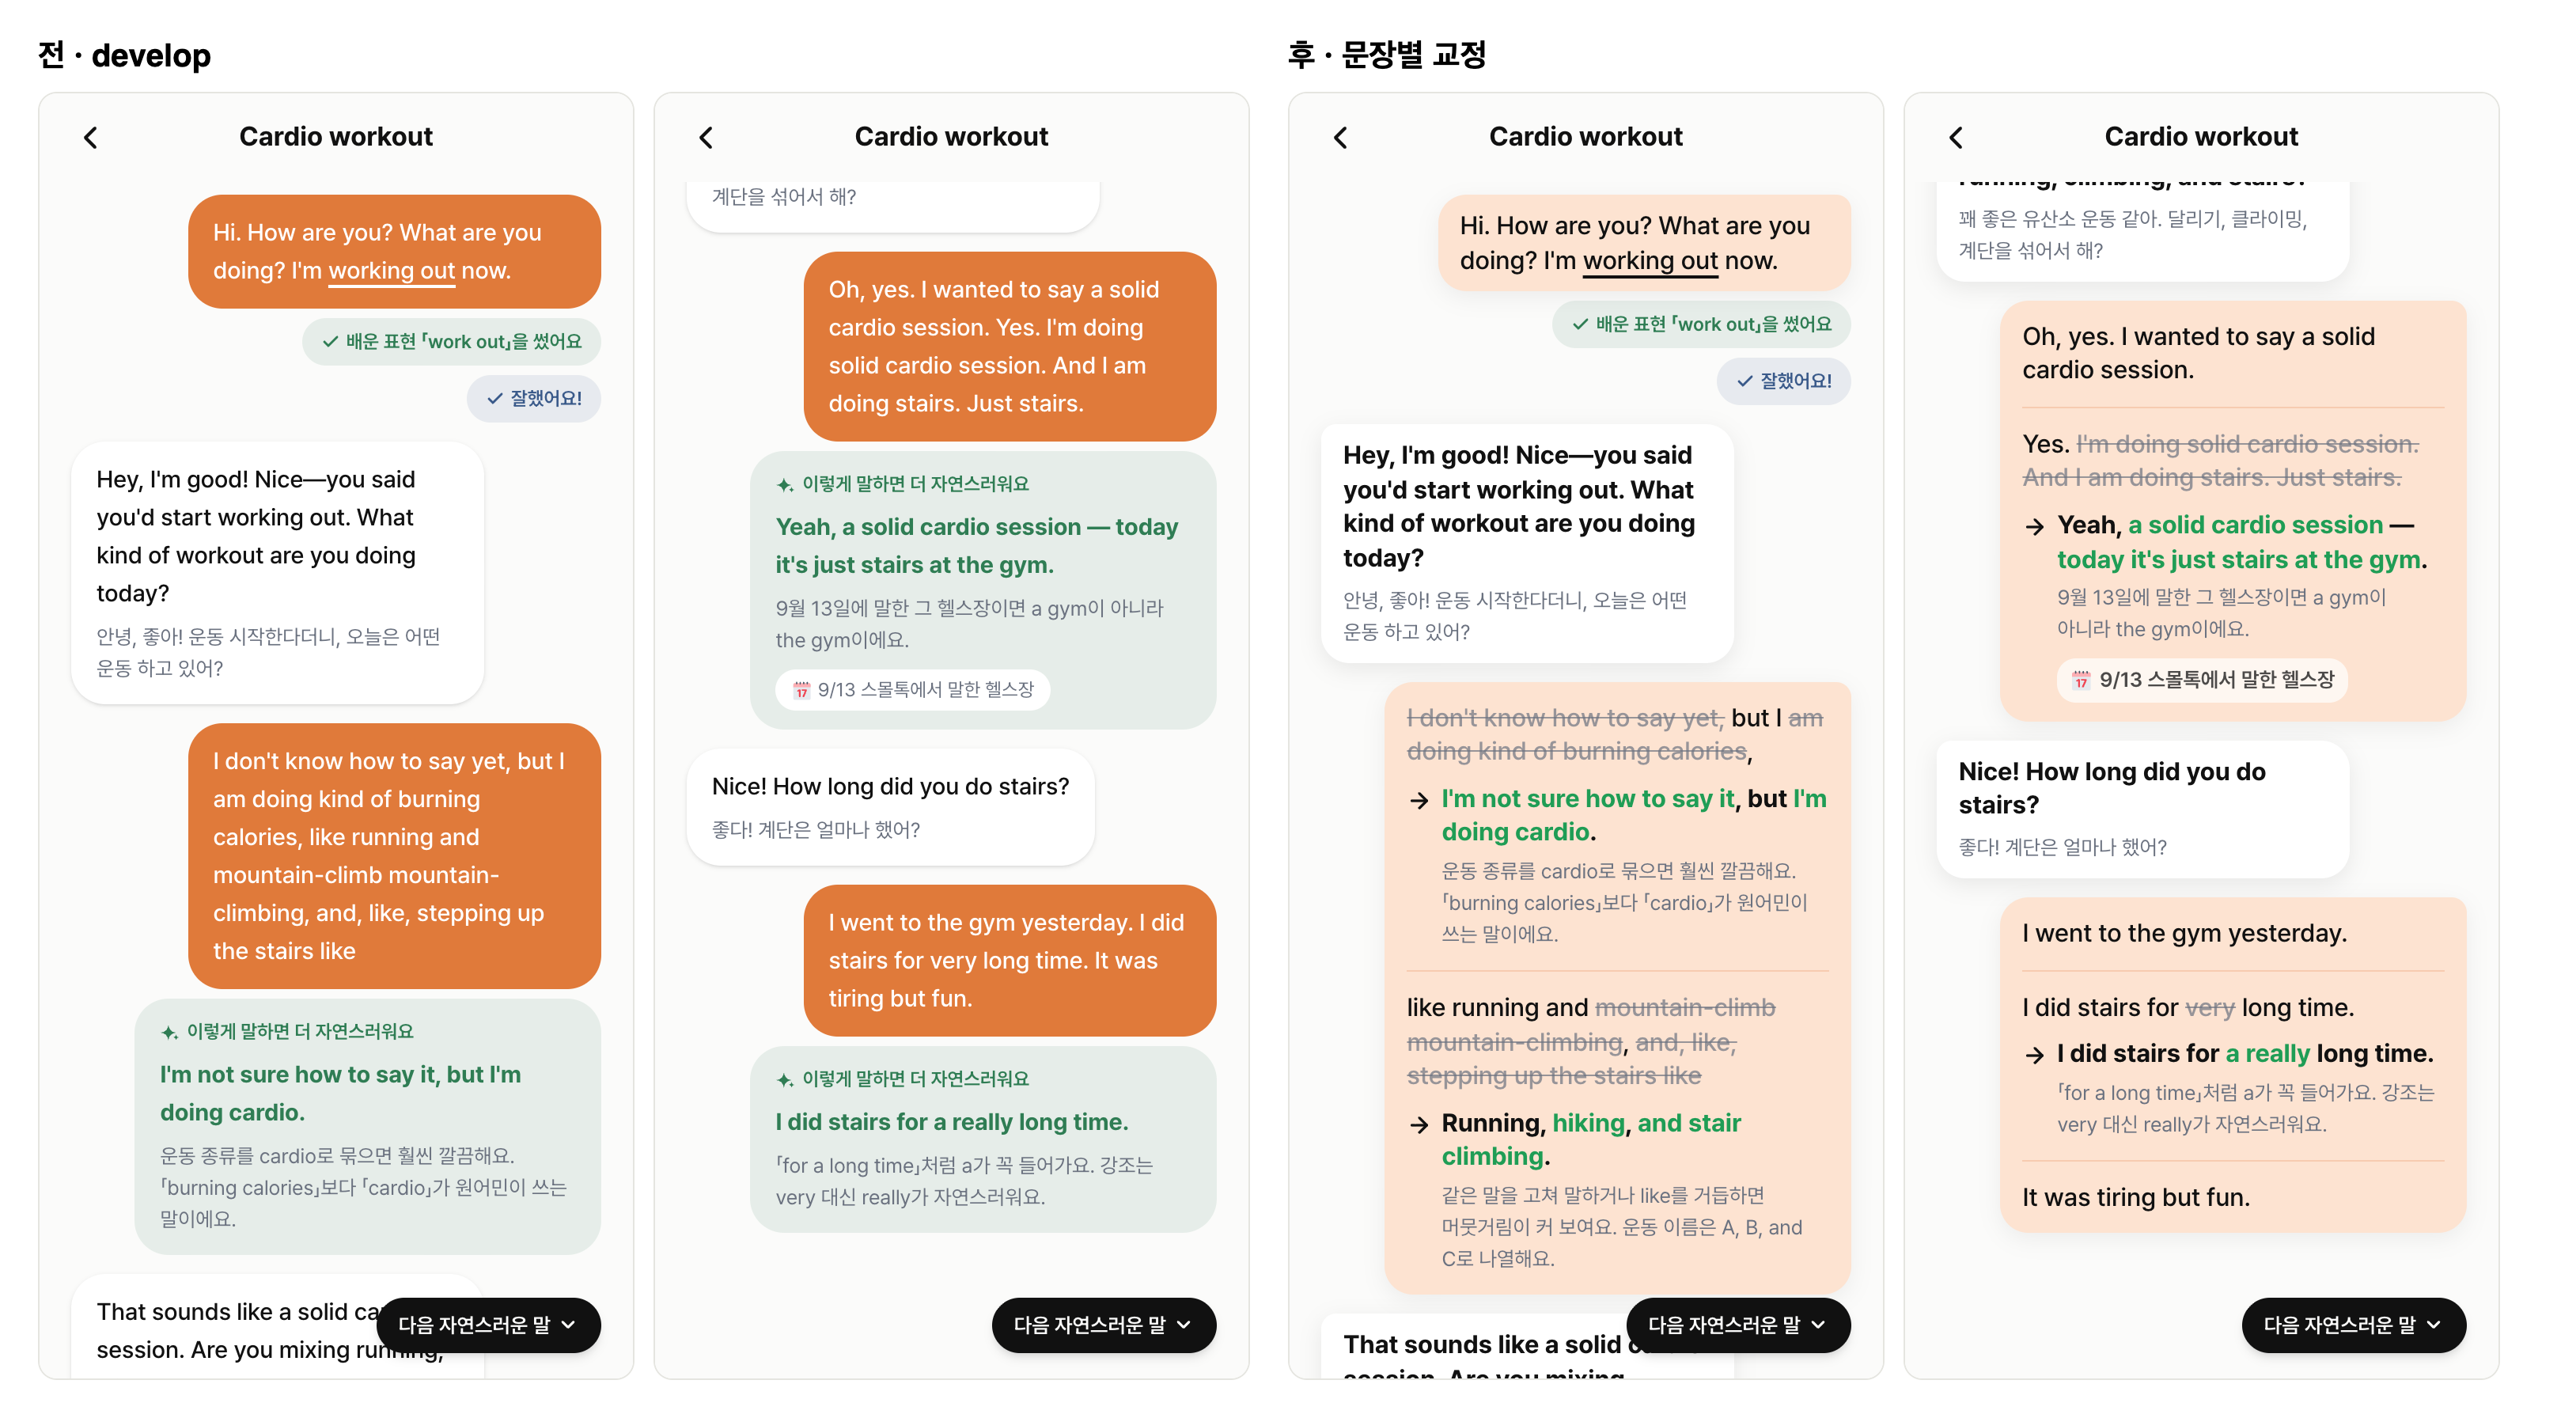 전 · develop
Cardio workout
Hi. How are you? What are you
doing? I'm working out now.
배운 표현 「work out」을 썼어요
잘했어요!
Hey, I'm good! Nice—you said
you'd start working out. What
kind of workout are you doing
today?
안녕, 좋아! 운동 시작한다더니, 오늘은 어떤
운동 하고 있어?
I don't know how to say yet, but I
am doing kind of burning
calories, like running and
mountain-climb mountain-
climbing, and, like, stepping up
the stairs like
이렇게 말하면 더 자연스러워요
I'm not sure how to say it, but I'm
doing cardio.
운동 종류를 cardio로 묶으면 훨씬 깔끔해요.
「burning calories」보다 「cardio」가 원어민이 쓰는
말이에요.
That sounds like a solid
session. Are you mixing running,
다음 자연스러운 말
Cardio workout
계단을 섞어서 해?
Oh, yes. I wanted to say a solid
cardio session. Yes. I'm doing
solid cardio session. And I am
doing stairs. Just stairs.
이렇게 말하면 더 자연스러워요
Yeah, a solid cardio session — today
it's just stairs at the gym.
9월 13일에 말한 그 헬스장이면 a gym이 아니라
the gym이에요.
17 9/13 스몰톡에서 말한 헬스장
Nice! How long did you do stairs?
좋다! 계단은 얼마나 했어?
I went to the gym yesterday. I did
stairs for very long time. It was
tiring but fun.
이렇게 말하면 더 자연스러워요
I did stairs for a really long time.
「for a long time」처럼 a가 꼭 들어가요. 강조는
very 대신 really가 자연스러워요.
다음 자연스러운 말
후 · 문장별 교정
Cardio workout
Hi. How are you? What are you
doing? I'm working out now.
배운 표현 「work out」을 썼어요
잘했어요!
Hey, I'm good! Nice—you said
you'd start working out. What
kind of workout are you doing
today?
안녕, 좋아! 운동 시작한다더니, 오늘은 어떤
운동 하고 있어?
I don't know how to say yet, but I am
doing kind of burning calories,
→ I'm not sure how to say it, but I'm
doing cardio.
운동 종류를 cardio로 묶으면 훨씬 깔끔해요.
「burning calories」보다 「cardio」가 원어민이
쓰는 말이에요.
like running and mountain-climb
mountain-climbing, and, like,
stepping up the stairs like
→ Running, hiking, and stair
climbing.
같은 말을 고쳐 말하거나 like를 거듭하면
머뭇거림이 커 보여요. 운동 이름은 A, B, and
C로 나열해요.
That sounds like a solid
session. Are you mixing
다음 자연스러운 말
Cardio workout
running, climbing, and stairs?
꽤 좋은 유산소 운동 같아. 달리기, 클라이밍,
계단을 섞어서 해?
Oh, yes. I wanted to say a solid
cardio session.
Yes. I'm doing solid cardio session.
And I am doing stairs. Just stairs.
→ Yeah, a solid cardio session —
today it's just stairs at the gym.
9월 13일에 말한 그 헬스장이면 a gym이
아니라 the gym이에요.
17 9/13 스몰톡에서 말한 헬스장
Nice! How long did you do
stairs?
좋다! 계단은 얼마나 했어?
I went to the gym yesterday.
I did stairs for very long time.
→ I did stairs for a really long time.
「for a long time」처럼 a가 꼭 들어가요. 강조는
very 대신 really가 자연스러워요.
It was tiring but fun.
다음 자연스러운 말